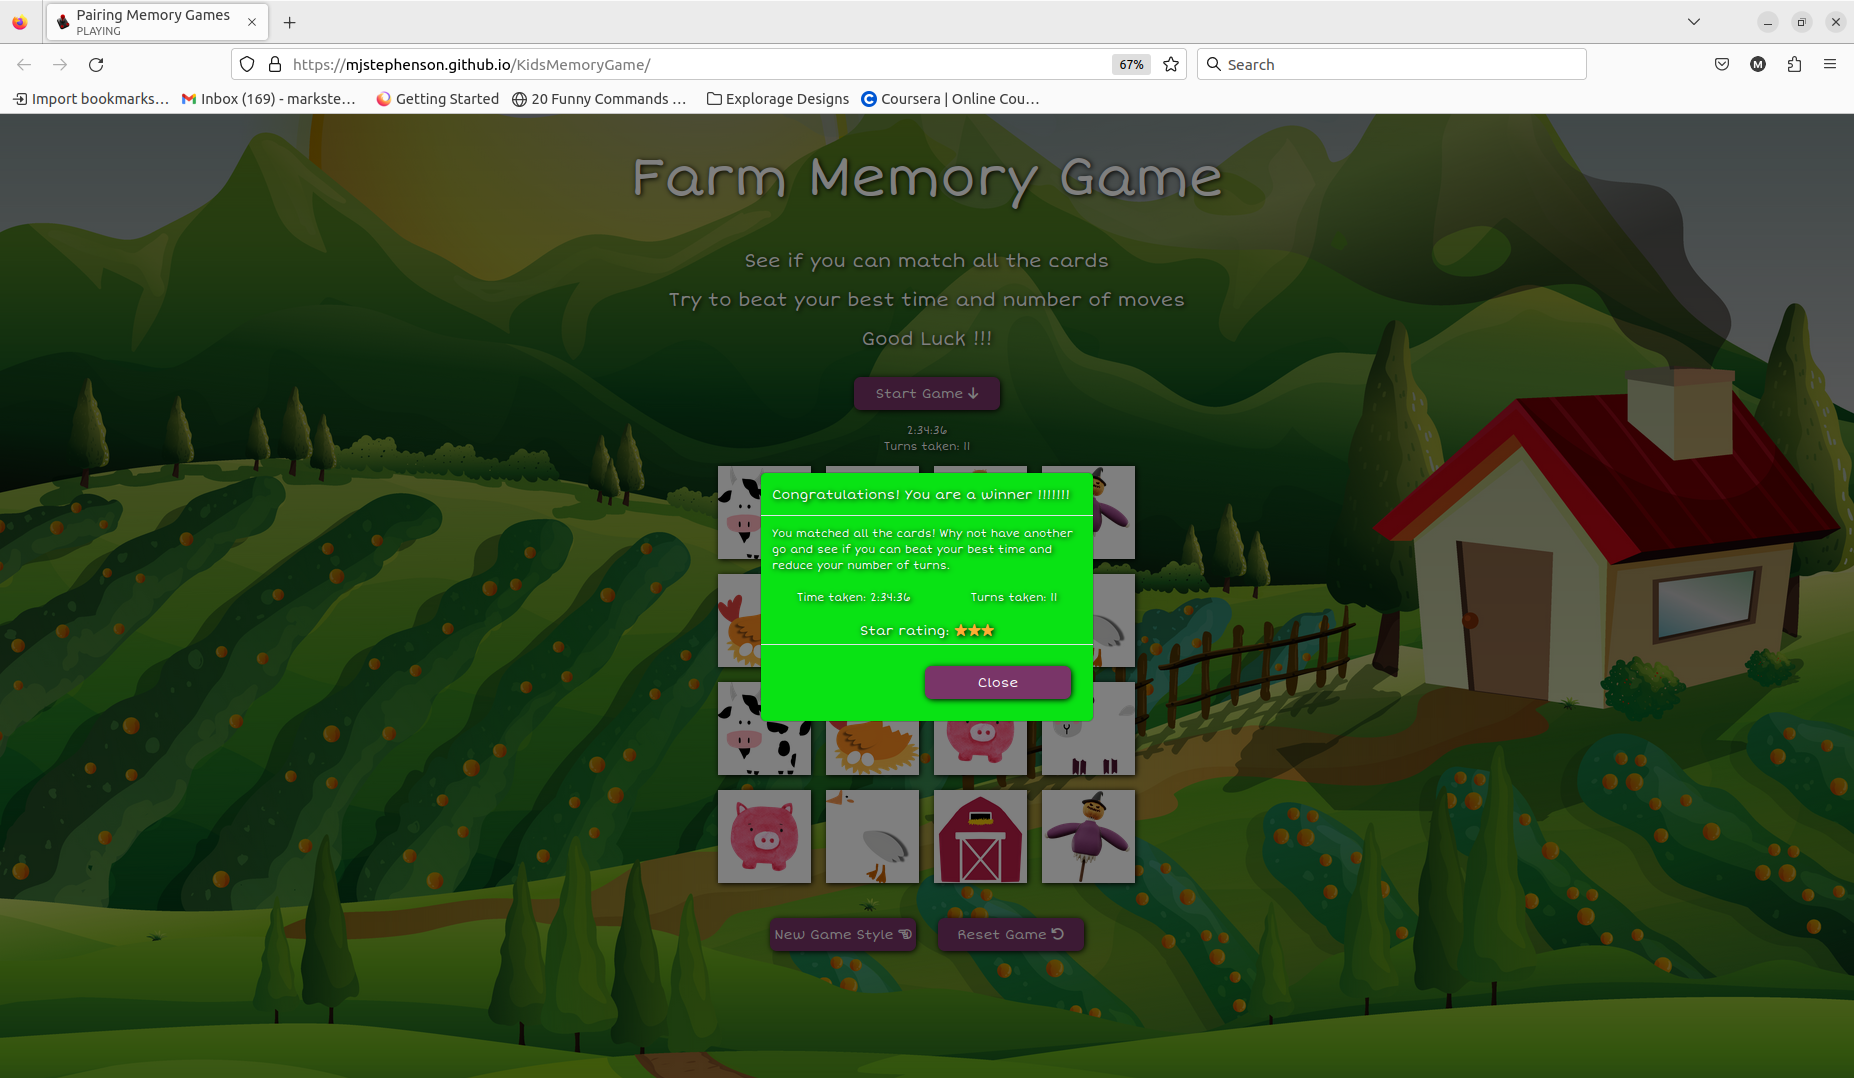 Pairing Memory Games
PLAYING
https://mjstephenson.github.io/KidsMemoryGame/
67%
Search
M
Import bookmarks...
Inbox (169) - markste...
Getting Started
20 Funny Commands ...
Explorage Designs
Coursera | Online Cou...
Farm Memory Game
See if you can match all the cards
Try to beat your best time and number of moves
Good Luck !!!
Start Game
2:34:36
Turns taken: 11
Congratulations! You are a winner !!!!!!!
You matched all the cards! Why not have another
go and see if you can beat your best time and
reduce your number of turns.
Time taken: 2:34:36
Turns taken: 11
Star rating:
Close
New Game Style
Reset Game